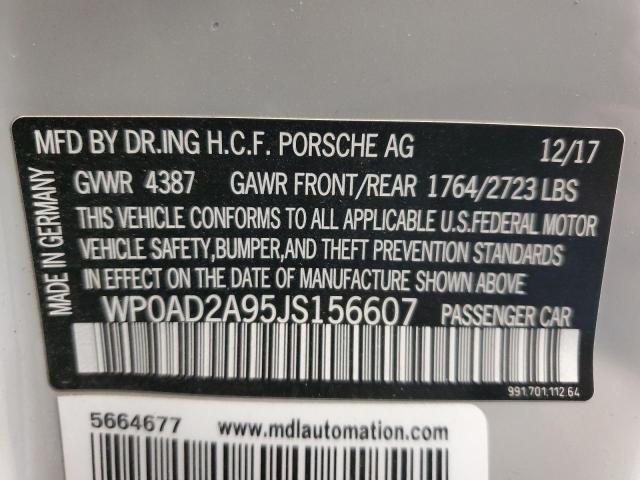 MFD BY DR.ING H.C.F. PORSCHE AG 12/17
GVWR 4387 GAWR FRONT/REAR 1764/2723 LBS
THIS VEHICLE CONFORMS TO ALL APPLICABLE U.S.FEDERAL MOTOR
VEHICLE SAFETY,BUMPER,AND THEFT PREVENTION STANDARDS
IN EFFECT ON THE DATE OF MANUFACTURE SHOWN ABOVE
WP0AD2A95JS156607 PASSENGER CAR
MADE IN GERMANY
991.701.112.64
5664677 www.mdlautomation.com